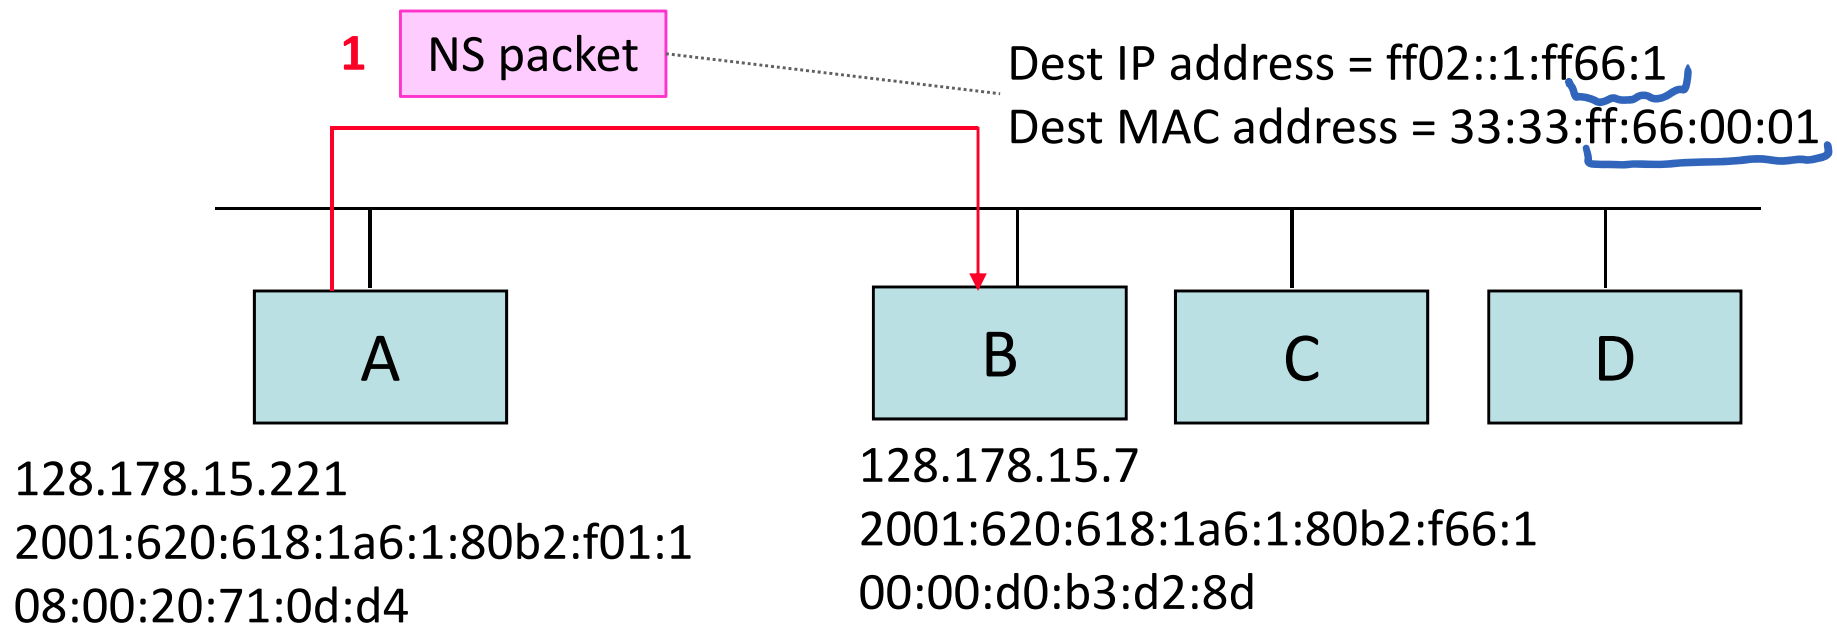 1 NS packet
Dest IP address = ff02::1:ff66:1
Dest MAC address = 33:33:ff:66:00:01
A
B
C
D
128.178.15.221
2001:620:618:1a6:1:80b2:f01:1
08:00:20:71:0d:d4
128.178.15.7
2001:620:618:1a6:1:80b2:f66:1
00:00:d0:b3:d2:8d